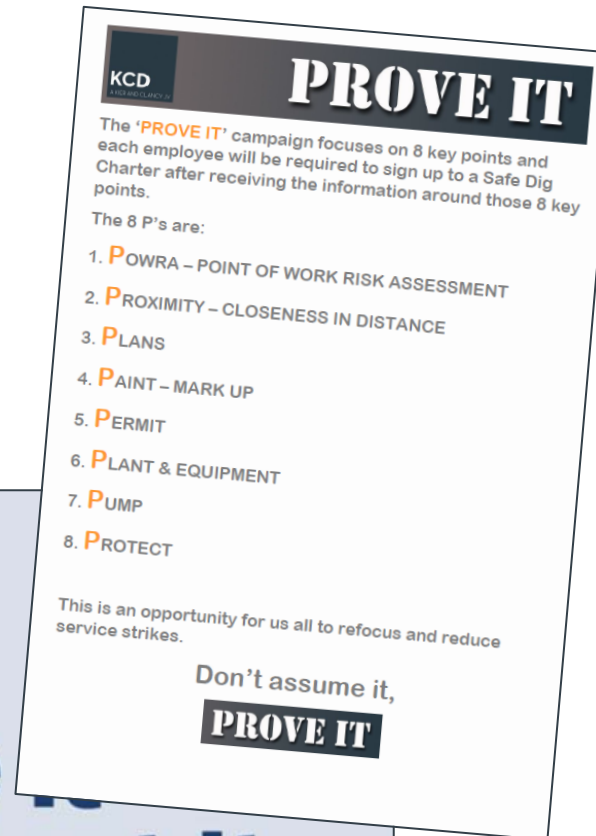 KCD
A KIER AND CLANCY JV
PROVE IT
The ‘PROVE IT’ campaign focuses on 8 key points and
each employee will be required to sign up to a Safe Dig
Charter after receiving the information around those 8 key
points.
The 8 P’s are:
1. POWRA – POINT OF WORK RISK ASSESSMENT
2. PROXIMITY – CLOSENESS IN DISTANCE
3. PLANS
4. PAINT – MARK UP
5. PERMIT
6. PLANT & EQUIPMENT
7. PUMP
8. PROTECT
This is an opportunity for us all to refocus and reduce
service strikes.
Don’t assume it,
PROVE IT